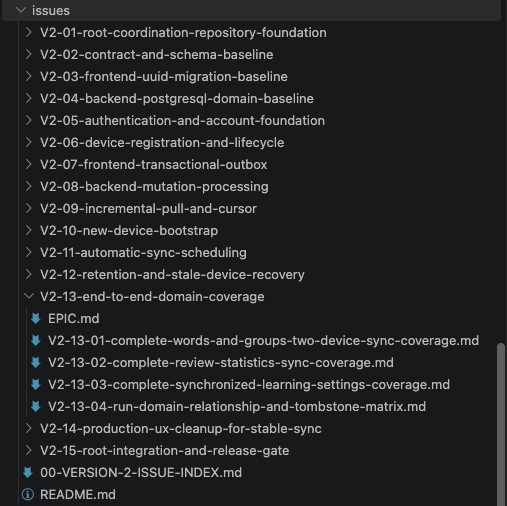 issues
V2-01-root-coordination-repository-foundation
V2-02-contract-and-schema-baseline
V2-03-frontend-uuid-migration-baseline
V2-04-backend-postgresql-domain-baseline
V2-05-authentication-and-account-foundation
V2-06-device-registration-and-lifecycle
V2-07-frontend-transactional-outbox
V2-08-backend-mutation-processing
V2-09-incremental-pull-and-cursor
V2-10-new-device-bootstrap
V2-11-automatic-sync-scheduling
V2-12-retention-and-stale-device-recovery
V2-13-end-to-end-domain-coverage
EPIC.md
V2-13-01-complete-words-and-groups-two-device-sync-coverage.md
V2-13-02-complete-review-statistics-sync-coverage.md
V2-13-03-complete-synchronized-learning-settings-coverage.md
V2-13-04-run-domain-relationship-and-tombstone-matrix.md
V2-14-production-ux-cleanup-for-stable-sync
V2-15-root-integration-and-release-gate
00-VERSION-2-ISSUE-INDEX.md
README.md